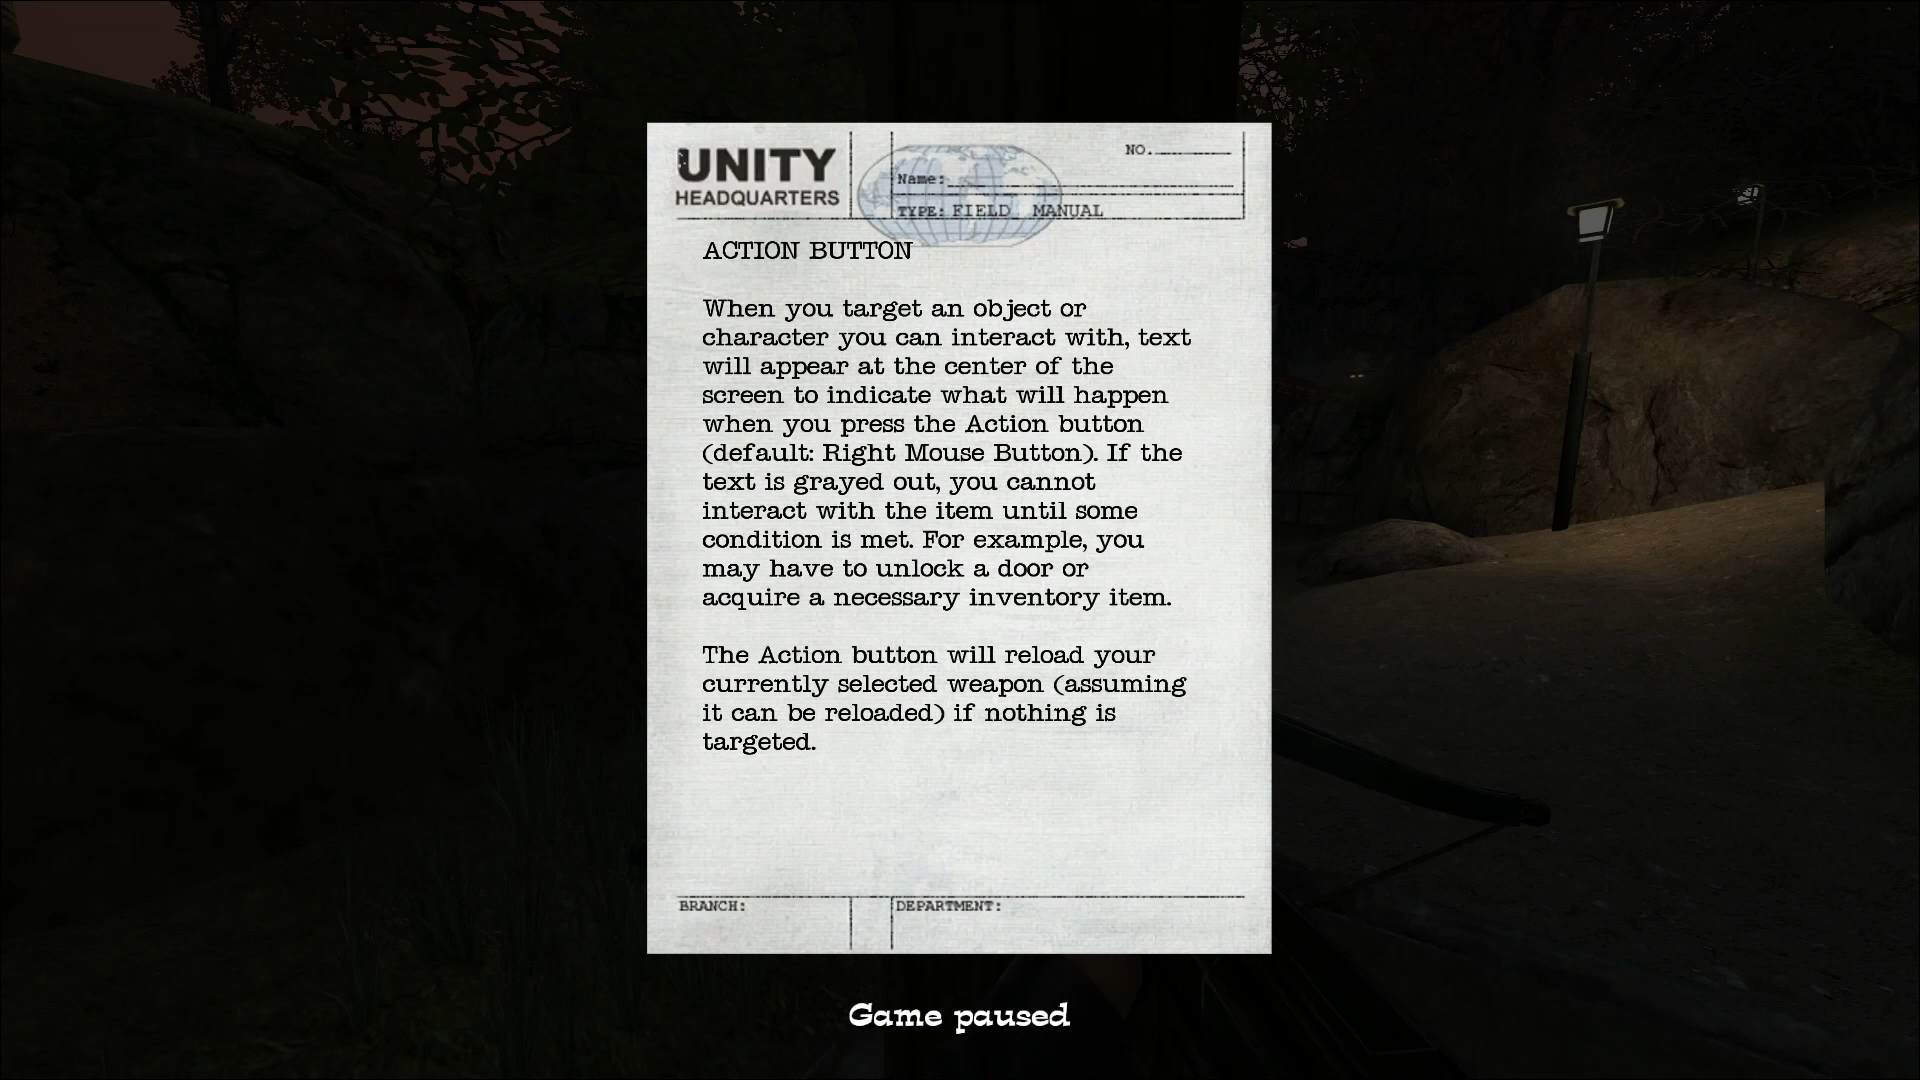 UNITY
HEADQUARTERS
NO.
Name:
TYPE: FIELD MANUAL
ACTION BUTTON
When you target an object or
character you can interact with, text
will appear at the center of the
screen to indicate what will happen
when you press the Action button
(default: Right Mouse Button). If the
text is grayed out, you cannot
interact with the item until some
condition is met. For example, you
may have to unlock a door or
acquire a necessary inventory item.
The Action button will reload your
currently selected weapon (assuming
it can be reloaded) if nothing is
targeted.
BRANCH:
DEPARTMENT:
Game paused